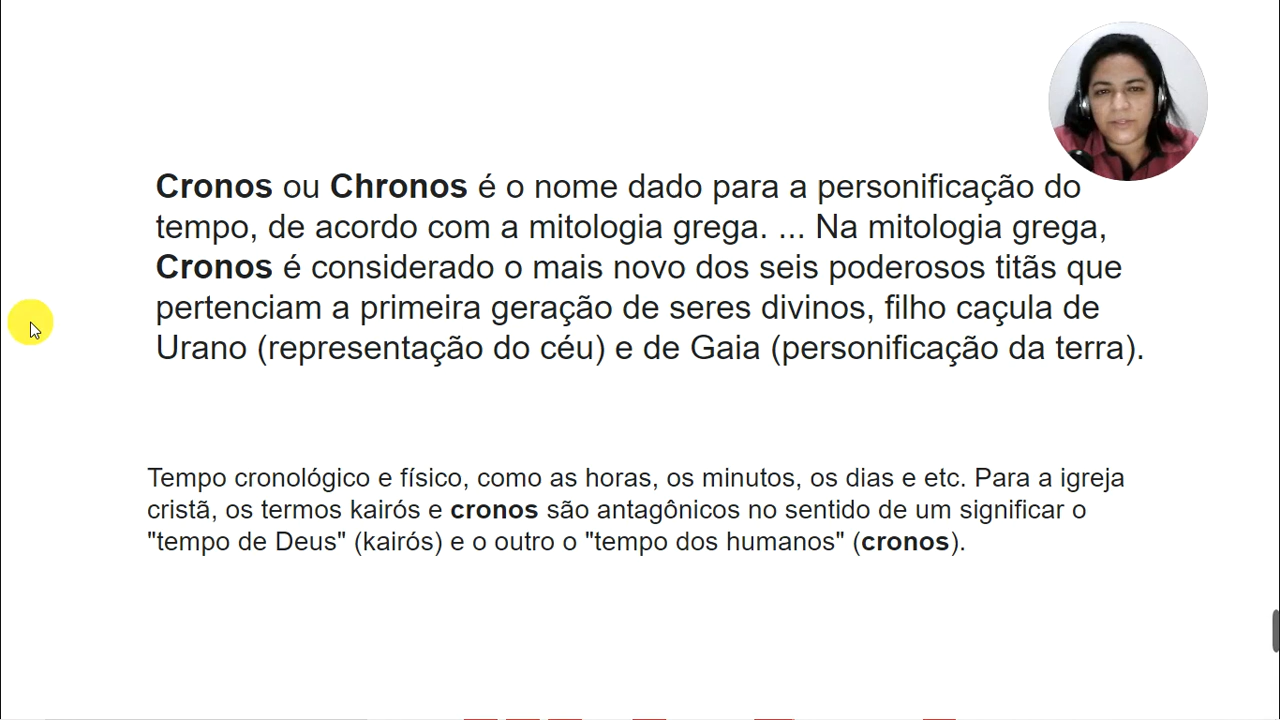 Cronos ou Chronos é o nome dado para a personificação do
tempo, de acordo com a mitologia grega. ... Na mitologia grega,
Cronos é considerado o mais novo dos seis poderosos titãs que
pertenciam a primeira geração de seres divinos, filho caçula de
Urano (representação do céu) e de Gaia (personificação da terra).
Tempo cronológico e físico, como as horas, os minutos, os dias e etc. Para a igreja
cristã, os termos kairós e cronos são antagônicos no sentido de um significar o
"tempo de Deus" (kairós) e o outro o "tempo dos humanos" (cronos).